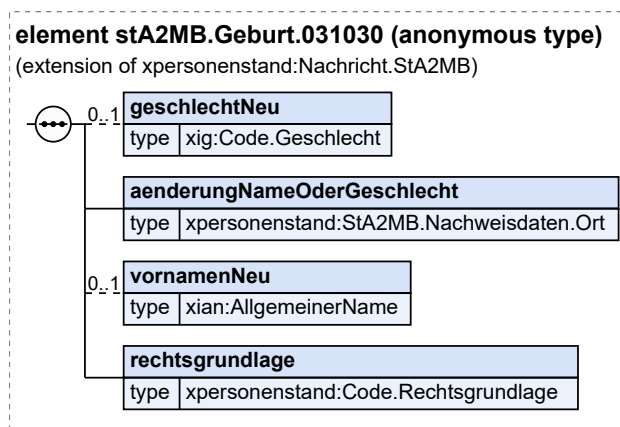 element stA2MB.Geburt.031030 (anonymous type)
(extension of xpersonenstand:Nachricht.StA2MB)
0..1 geschlechtNeu
type xig:Code.Geschlecht
aenderungNameOderGeschlecht
type xpersonenstand:StA2MB.Nachweisdaten.Ort
0..1 vornamenNeu
type xian:AllgemeinerName
rechtsgrundlage
type xpersonenstand:Code.Rechtsgrundlage